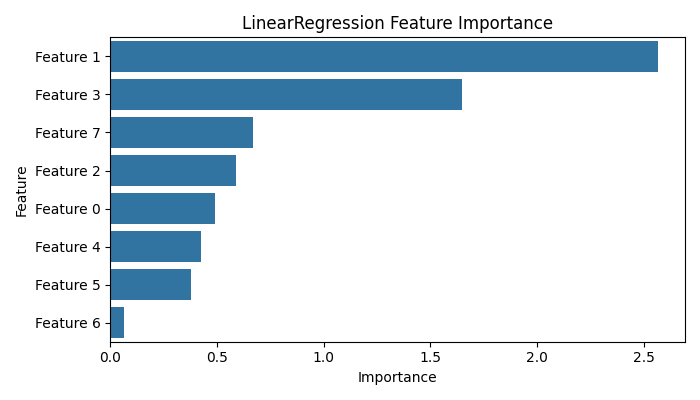 LinearRegression Feature Importance
Feature
Feature 1
Feature 3
Feature 7
Feature 2
Feature 0
Feature 4
Feature 5
Feature 6
0.0 0.5 1.0 1.5 2.0 2.5
Importance